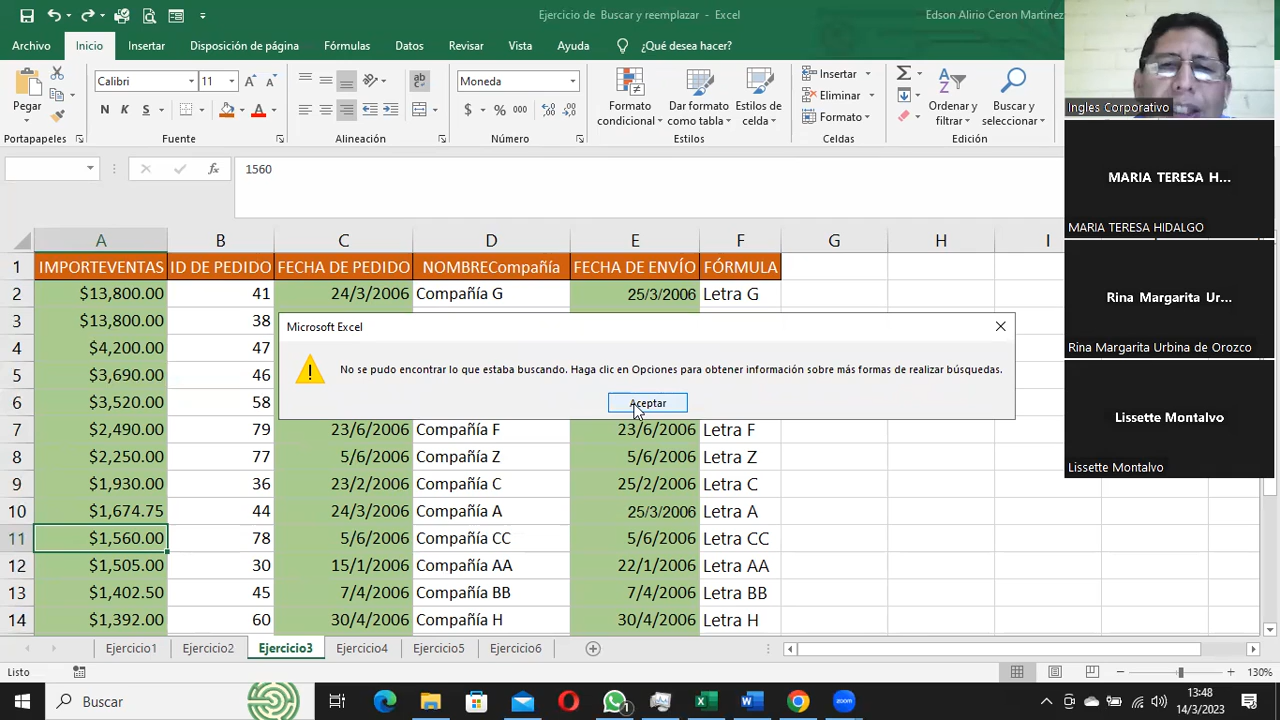 Ejercicio de Buscar y reemplazar - Excel
Edson Alirio Ceron Martinez
Archivo Inicio Insertar Disposición de página Fórmulas Datos Revisar Vista Ayuda ¿Qué desea hacer?
Pegar
Calibri 11
N K S
ab
Moneda
$ % 000
Formato condicional
Dar formato como tabla
Estilos de celda
Insertar
Eliminar
Formato
Ordenar y filtrar
Buscar y seleccionar
Portapapeles Fuente Alineación Número Estilos Celdas Edición
fx 1560
A B C D E F G H I
1 IMPORTEVENTAS ID DE PEDIDO FECHA DE PEDIDO NOMBRECompañía FECHA DE ENVÍO FÓRMULA
2 $13,800.00 41 24/3/2006 Compañía G 25/3/2006 Letra G
3 $13,800.00 38
4 $4,200.00 47
5 $3,690.00 46
6 $3,520.00 58
7 $2,490.00 79 23/6/2006 Compañía F 23/6/2006 Letra F
8 $2,250.00 77 5/6/2006 Compañía Z 5/6/2006 Letra Z
9 $1,930.00 36 23/2/2006 Compañía C 25/2/2006 Letra C
10 $1,674.75 44 24/3/2006 Compañía A 25/3/2006 Letra A
11 $1,560.00 78 5/6/2006 Compañía CC 5/6/2006 Letra CC
12 $1,505.00 30 15/1/2006 Compañía AA 22/1/2006 Letra AA
13 $1,402.50 45 7/4/2006 Compañía BB 7/4/2006 Letra BB
14 $1,392.00 60 30/4/2006 Compañía H 30/4/2006 Letra H
Microsoft Excel
No se pudo encontrar lo que estaba buscando. Haga clic en Opciones para obtener información sobre más formas de realizar búsquedas.
Aceptar
Ingles Corporativo
MARIA TERESA H...
MARIA TERESA HIDALGO
Rina Margarita Ur...
Rina Margarita Urbina de Orozco
Lissette Montalvo
Lissette Montalvo
Ejercicio1 Ejercicio2 Ejercicio3 Ejercicio4 Ejercicio5 Ejercicio6
Listo
130%
Buscar
1
zoom
13:48
14/3/2023